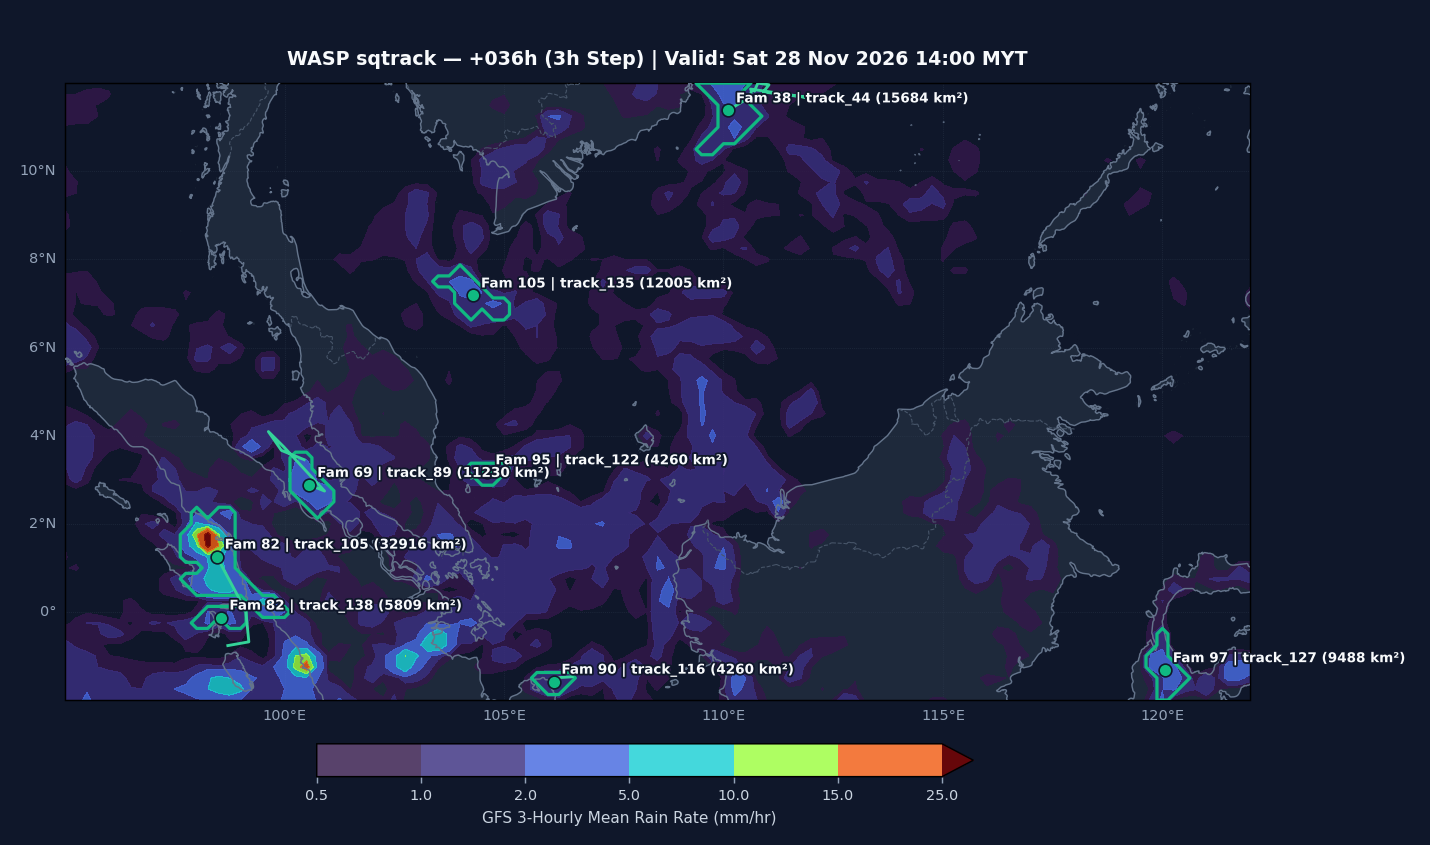 WASP sqtrack — +036h (3h Step) | Valid: Sat 28 Nov 2026 14:00 MYT
Fam 38 | track_44 (15684 km²)
10°N
8°N
Fam 105 | track_135 (12005 km²)
6°N
4°N
Fam 95 | track_122 (4260 km²)
Fam 69 | track_89 (11230 km²)
2°N
Fam 82 | track_105 (32916 km²)
Fam 82 | track_138 (5809 km²)
0°
Fam 97 | track_127 (9488 km²)
Fam 90 | track_116 (4260 km²)
100°E 105°E 110°E 115°E 120°E
0.5 1.0 2.0 5.0 10.0 15.0 25.0
GFS 3-Hourly Mean Rain Rate (mm/hr)